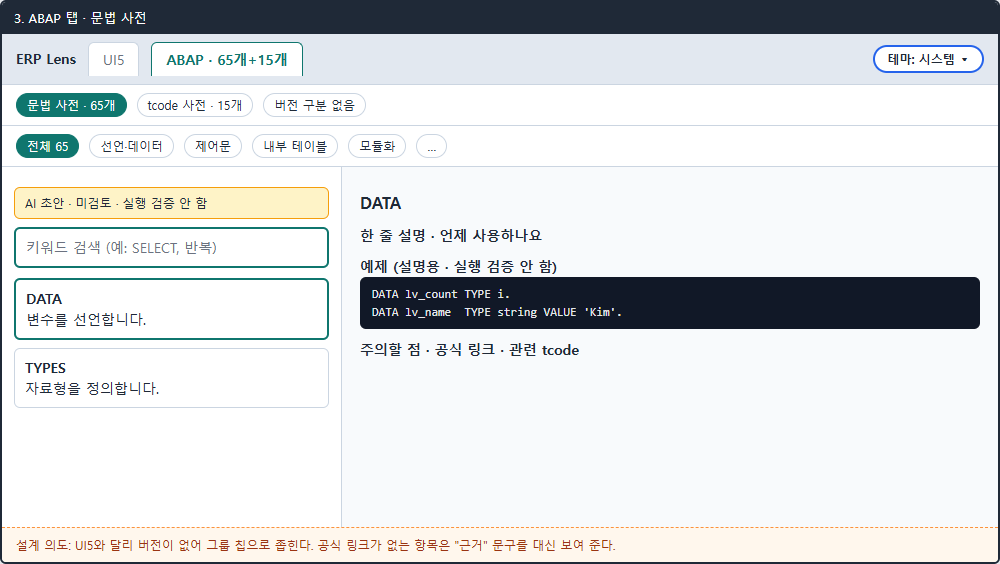 3. ABAP 탭 · 문법 사전
ERP Lens
UI5
ABAP · 65개+15개
테마: 시스템
문법 사전 · 65개
tcode 사전 · 15개
버전 구분 없음
전체 65
선언·데이터
제어문
내부 테이블
모듈화
...
AI 초안 · 미검토 · 실행 검증 안 함
키워드 검색 (예: SELECT, 반복)
DATA
변수를 선언합니다.
TYPES
자료형을 정의합니다.
DATA
한 줄 설명 · 언제 사용하나요
예제 (설명용 · 실행 검증 안 함)
DATA lv_count TYPE i.
DATA lv_name  TYPE string VALUE 'Kim'.
주의할 점 · 공식 링크 · 관련 tcode
설계 의도: UI5와 달리 버전이 없어 그룹 칩으로 좁힌다. 공식 링크가 없는 항목은 "근거" 문구를 대신 보여 준다.